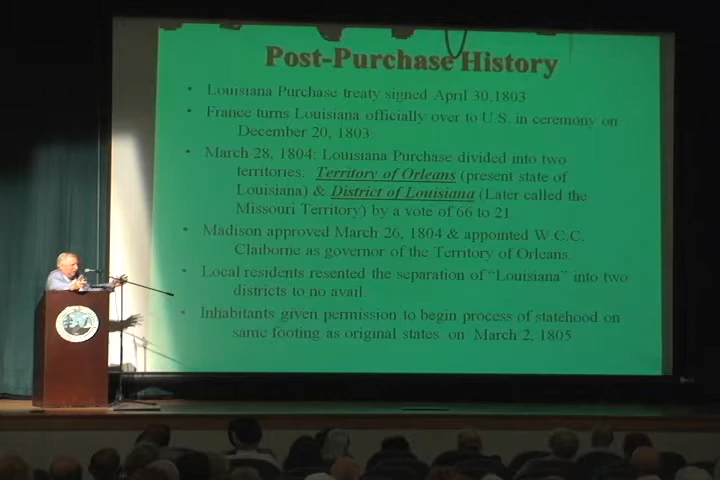 Post-Purchase History
• Louisiana Purchase treaty signed April 30,1803
• France turns Louisiana officially over to U.S. in ceremony on
December 20, 1803
• March 28, 1804: Louisiana Purchase divided into two
territories: Territory of Orleans (present state of
Louisiana) & District of Louisiana (Later called the
Missouri Territory) by a vote of 66 to 21
• Madison approved March 26, 1804 & appointed W.C.C.
Claiborne as governor of the Territory of Orleans.
• Local residents resented the separation of "Louisiana" into two
districts to no avail.
• Inhabitants given permission to begin process of statehood on
same footing as original states on March 2, 1805